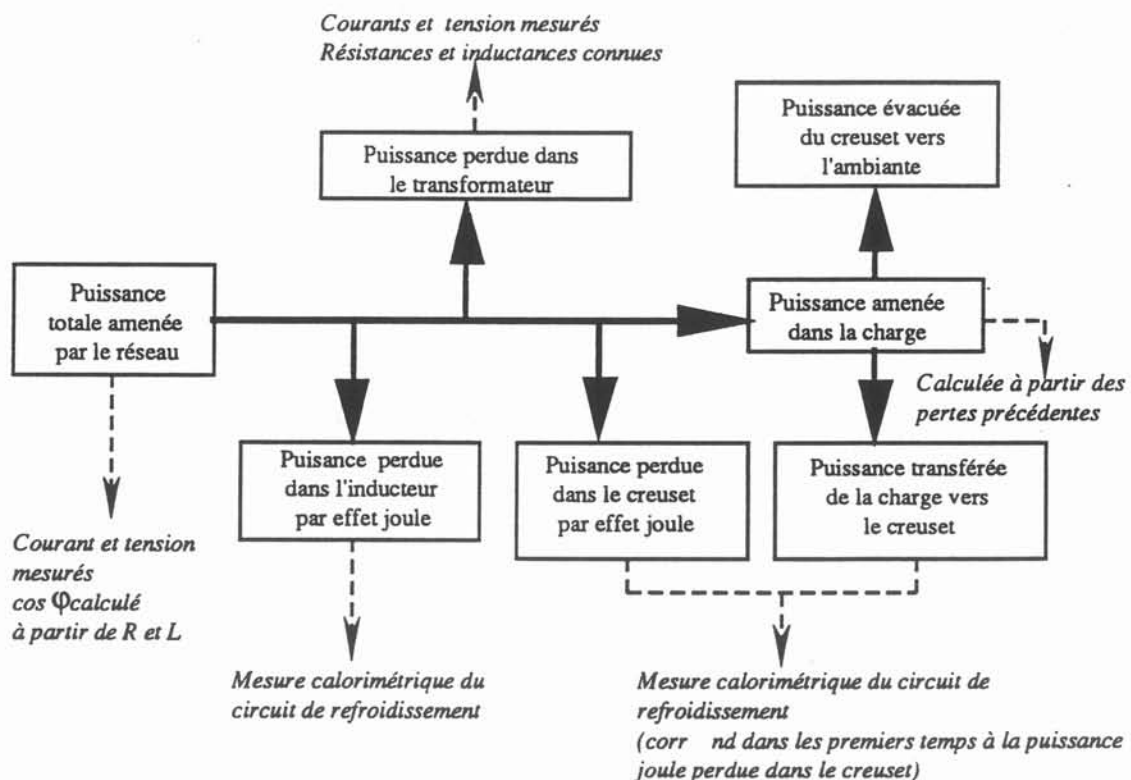 Courants et tension mesurés
Résistances et inductances connues
Puissance perdue dans
le transformateur
Puissance évacuée
du creuset vers
l'ambiante
Puissance
totale amenée
par le réseau
Puissance amenée
dans la charge
Calculée à partir des
pertes précédentes
Puisance perdue
dans l'inducteur
par effet joule
Puisance perdue
dans le creuset
par effet joule
Puissance transférée
de la charge vers
le creuset
Courant et tension
mesurés
cos φcalculé
à partir de R et L
Mesure calorimétrique du
circuit de refroidissement
Mesure calorimétrique du circuit de
refroidissement
(corr nd dans les premiers temps à la puissance
joule perdue dans le creuset)